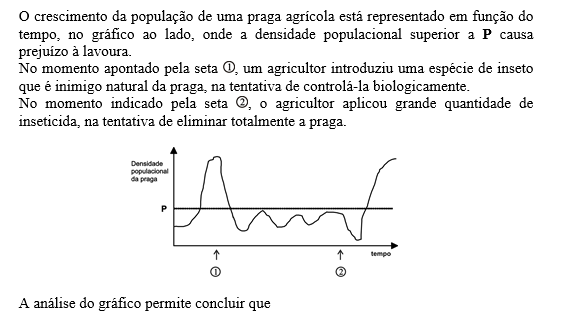 O crescimento da população de uma praga agrícola está representado em função do
tempo, no gráfico ao lado, onde a densidade populacional superior a P causa
prejuízo à lavoura.
No momento apontado pela seta ①, um agricultor introduziu uma espécie de inseto
que é inimigo natural da praga, na tentativa de controlá-la biologicamente.
No momento indicado pela seta ②, o agricultor aplicou grande quantidade de
inseticida, na tentativa de eliminar totalmente a praga.
Densidade
populacional
da praga
P
tempo
① ②
A análise do gráfico permite concluir que